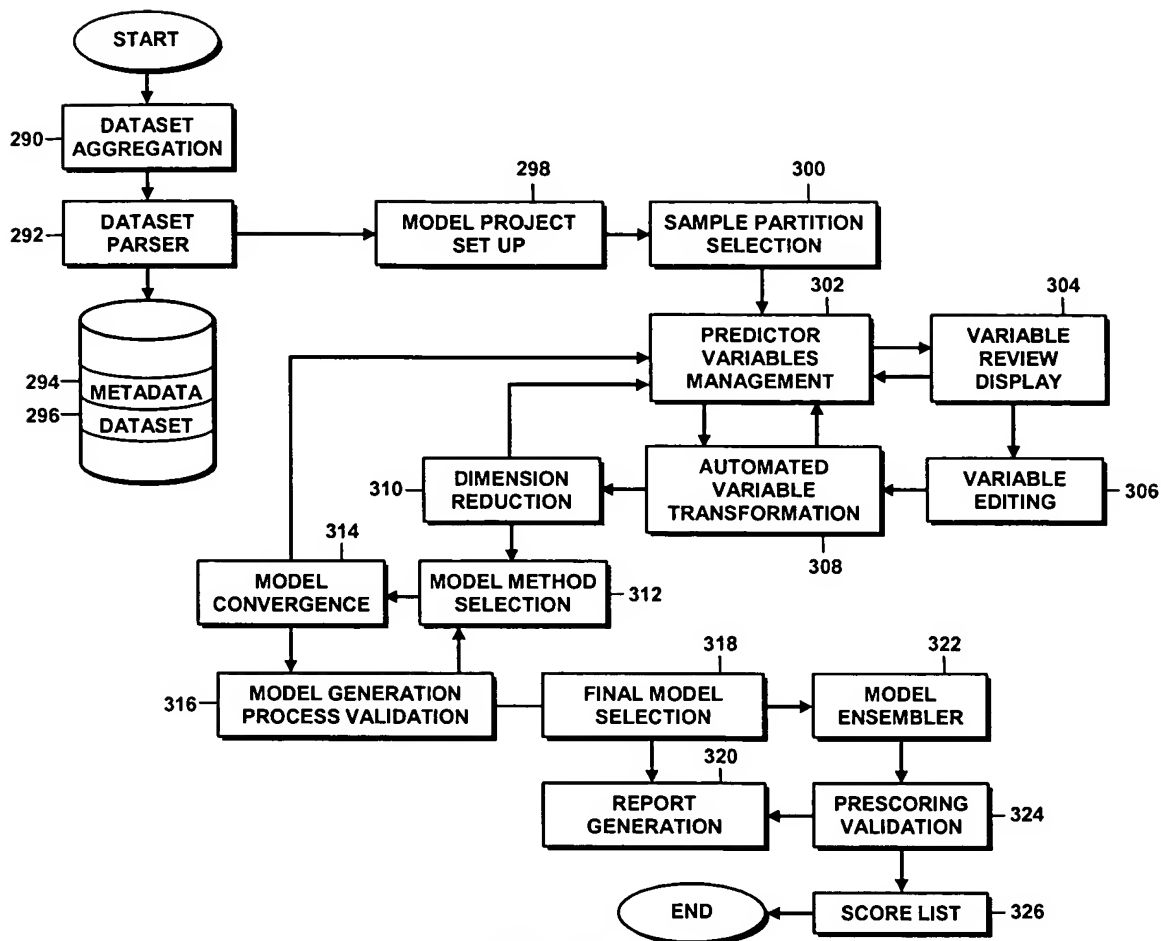 START
290
DATASET
AGGREGATION
292
DATASET
PARSER
298
MODEL PROJECT
SET UP
300
SAMPLE PARTITION
SELECTION
294
METADATA
296
DATASET
302
PREDICTOR
VARIABLES
MANAGEMENT
304
VARIABLE
REVIEW
DISPLAY
310
DIMENSION
REDUCTION
AUTOMATED
VARIABLE
TRANSFORMATION
308
VARIABLE
EDITING
306
314
MODEL
CONVERGENCE
MODEL METHOD
SELECTION
312
316
MODEL GENERATION
PROCESS VALIDATION
318
FINAL MODEL
SELECTION
322
MODEL
ENSEMBLER
320
REPORT
GENERATION
PRESCORING
VALIDATION
324
END
SCORE LIST
326